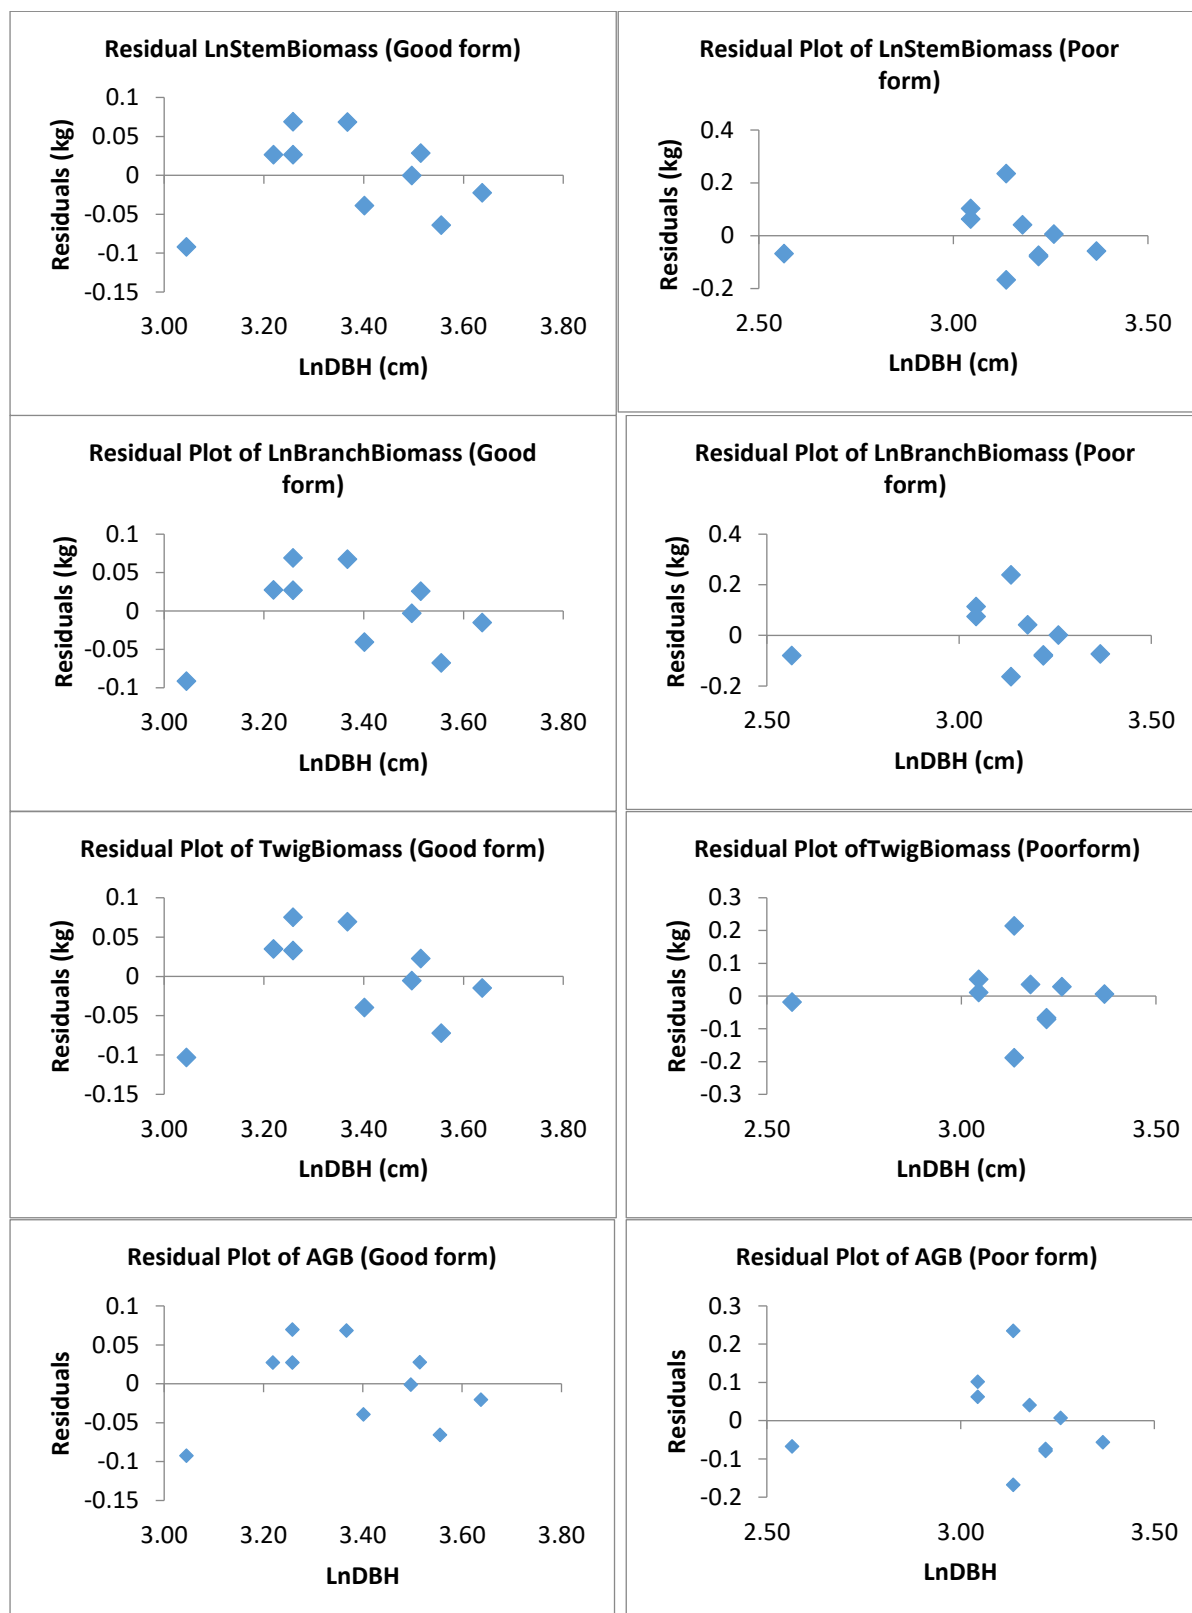 Residual LnStemBiomass (Good form)
0.1
0.05
0
-0.05
-0.1
-0.15
Residuals (kg)
3.00 3.20 3.40 3.60 3.80
LnDBH (cm)
Residual Plot of LnStemBiomass (Poor
form)
0.4
0.2
0
-0.2
Residuals (kg)
2.50 3.00 3.50
LnDBH (cm)
Residual Plot of LnBranchBiomass (Good
form)
0.1
0.05
0
-0.05
-0.1
Residuals (kg)
3.00 3.20 3.40 3.60 3.80
LnDBH (cm)
Residual Plot of LnBranchBiomass (Poor
form)
0.4
0.2
0
-0.2
Residuals (kg)
2.50 3.00 3.50
LnDBH (cm)
Residual Plot of TwigBiomass (Good form)
0.1
0.05
0
-0.05
-0.1
-0.15
Residuals (kg)
3.00 3.20 3.40 3.60 3.80
LnDBH (cm)
Residual Plot ofTwigBiomass (Poorform)
0.3
0.2
0.1
0
-0.1
-0.2
-0.3
Residuals (kg)
2.50 3.00 3.50
LnDBH (cm)
Residual Plot of AGB (Good form)
0.1
0.05
0
-0.05
-0.1
-0.15
Residuals
3.00 3.20 3.40 3.60 3.80
LnDBH
Residual Plot of AGB (Poor form)
0.3
0.2
0.1
0
-0.1
-0.2
Residuals
2.50 3.00 3.50
LnDBH